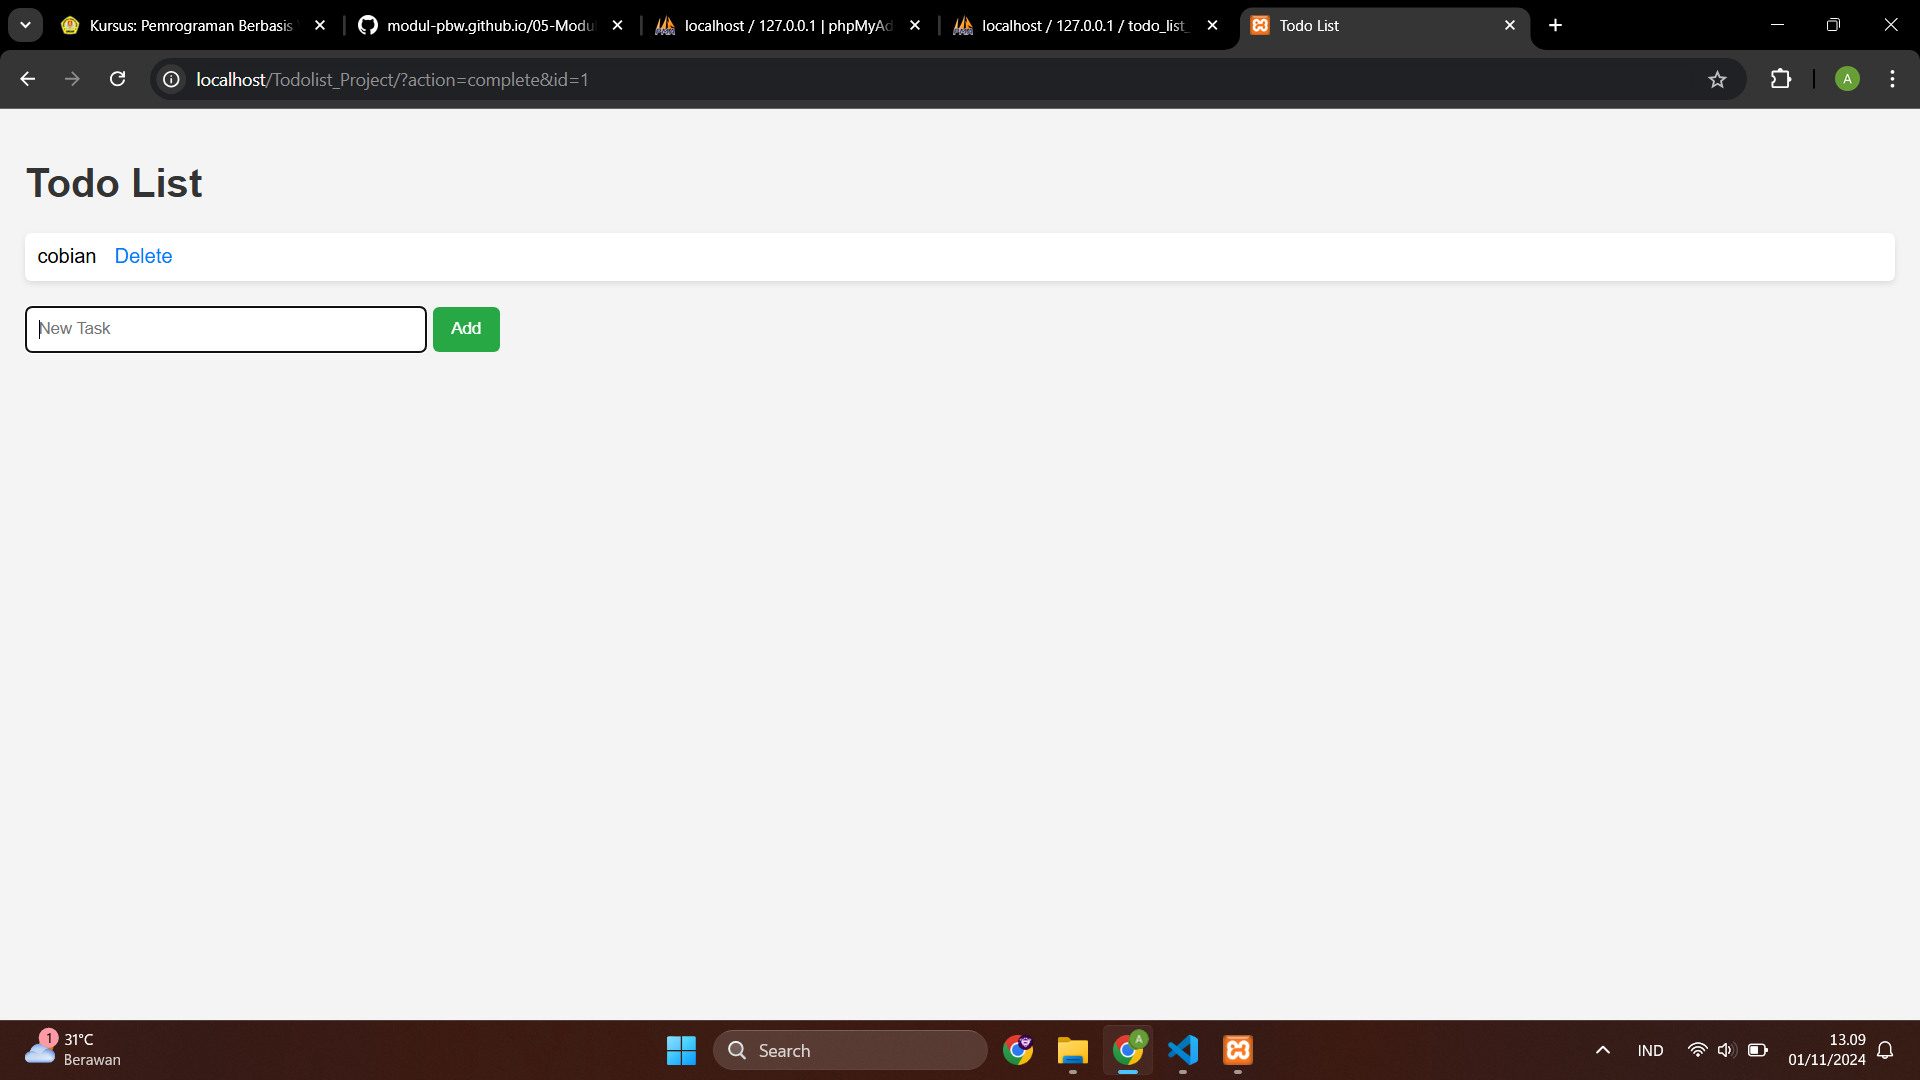 Kursus: Pemrograman Berbasis
modul-pbw.github.io/05-Modu
localhost / 127.0.0.1 | phpMyAd
localhost / 127.0.0.1 / todo_list_
Todo List
localhost/Todolist_Project/?action=complete&id=1
A
Todo List
cobian Delete
New Task
Add
1
31°C
Berawan
Search
A
IND
13.09
01/11/2024